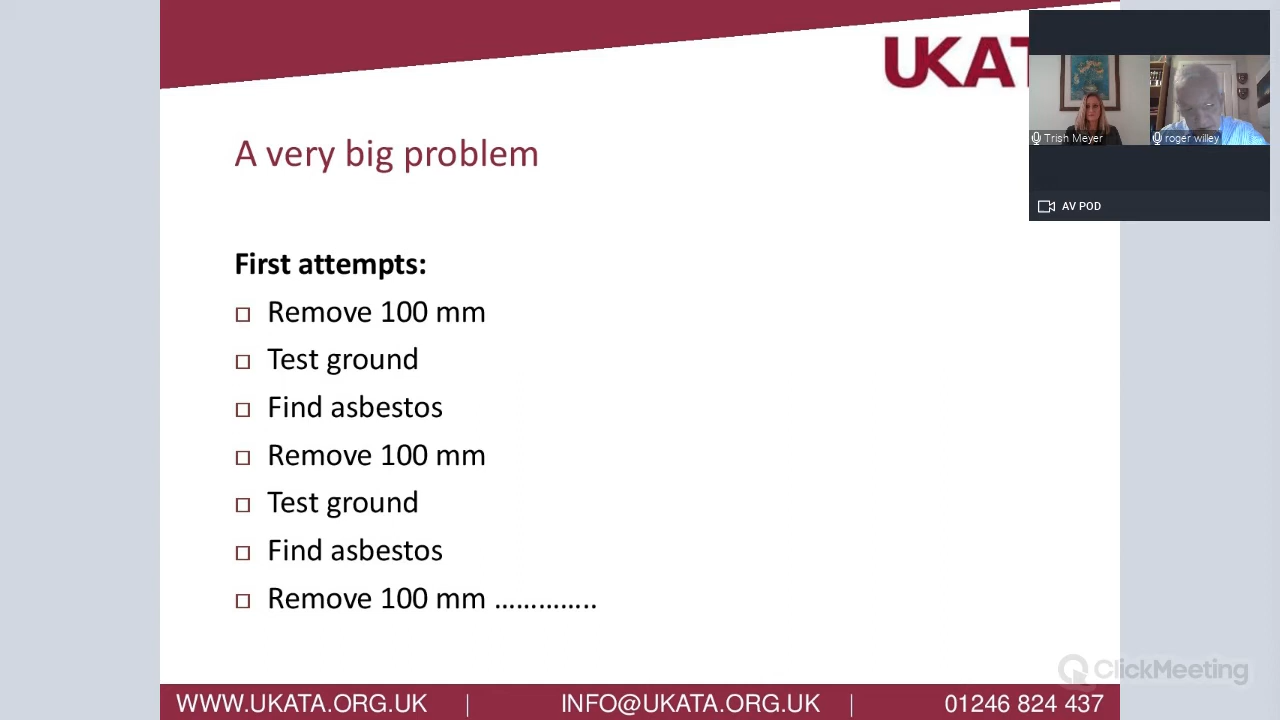 UKAT
Trish Meyer
roger willey
AV POD
A very big problem
First attempts:
Remove 100 mm
Test ground
Find asbestos
Remove 100 mm
Test ground
Find asbestos
Remove 100 mm …………..
ClickMeeting
WWW.UKATA.ORG.UK | INFO@UKATA.ORG.UK | 01246 824 437